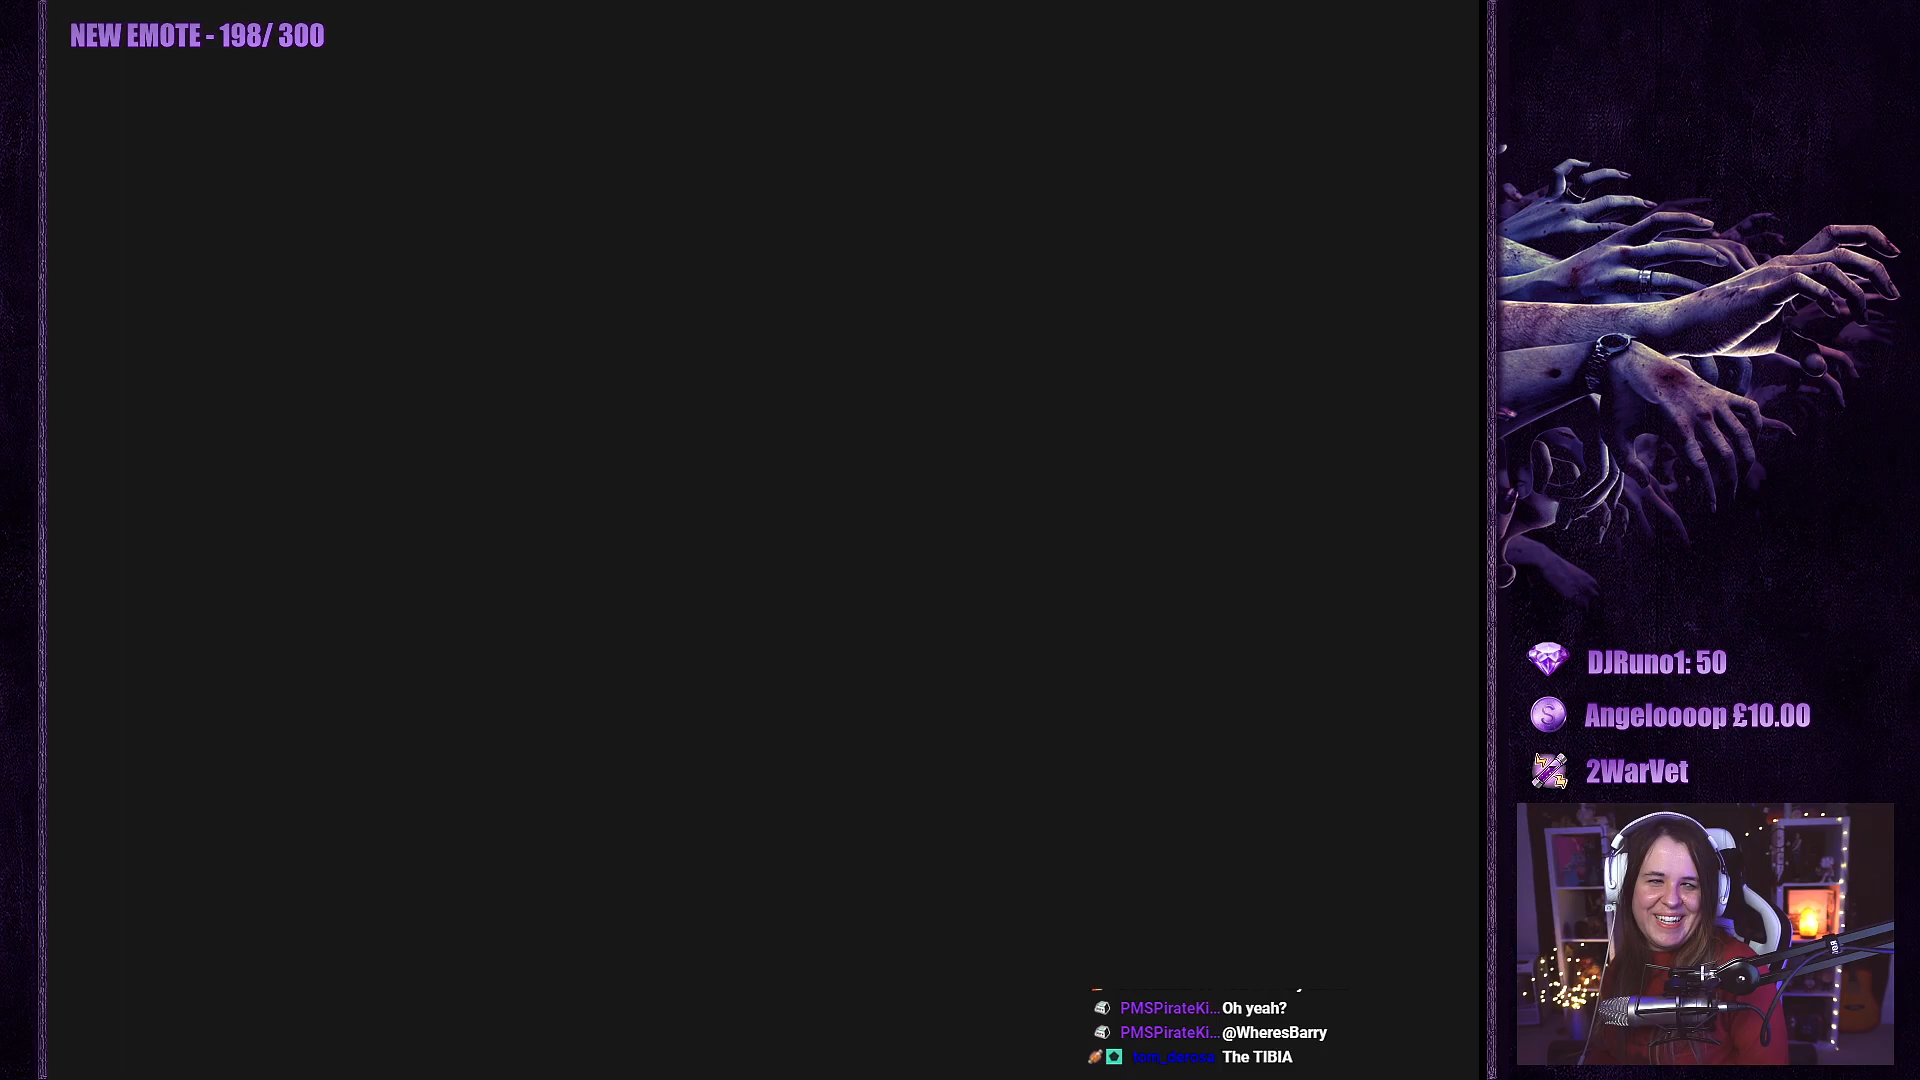 NEW EMOTE - 198/ 300
DJRuno1: 50
Angeloooop £10.00
2WarVet
PMSPirateKi... Oh yeah?
PMSPirateKi... @WheresBarry
tom_derosa The TIBIA